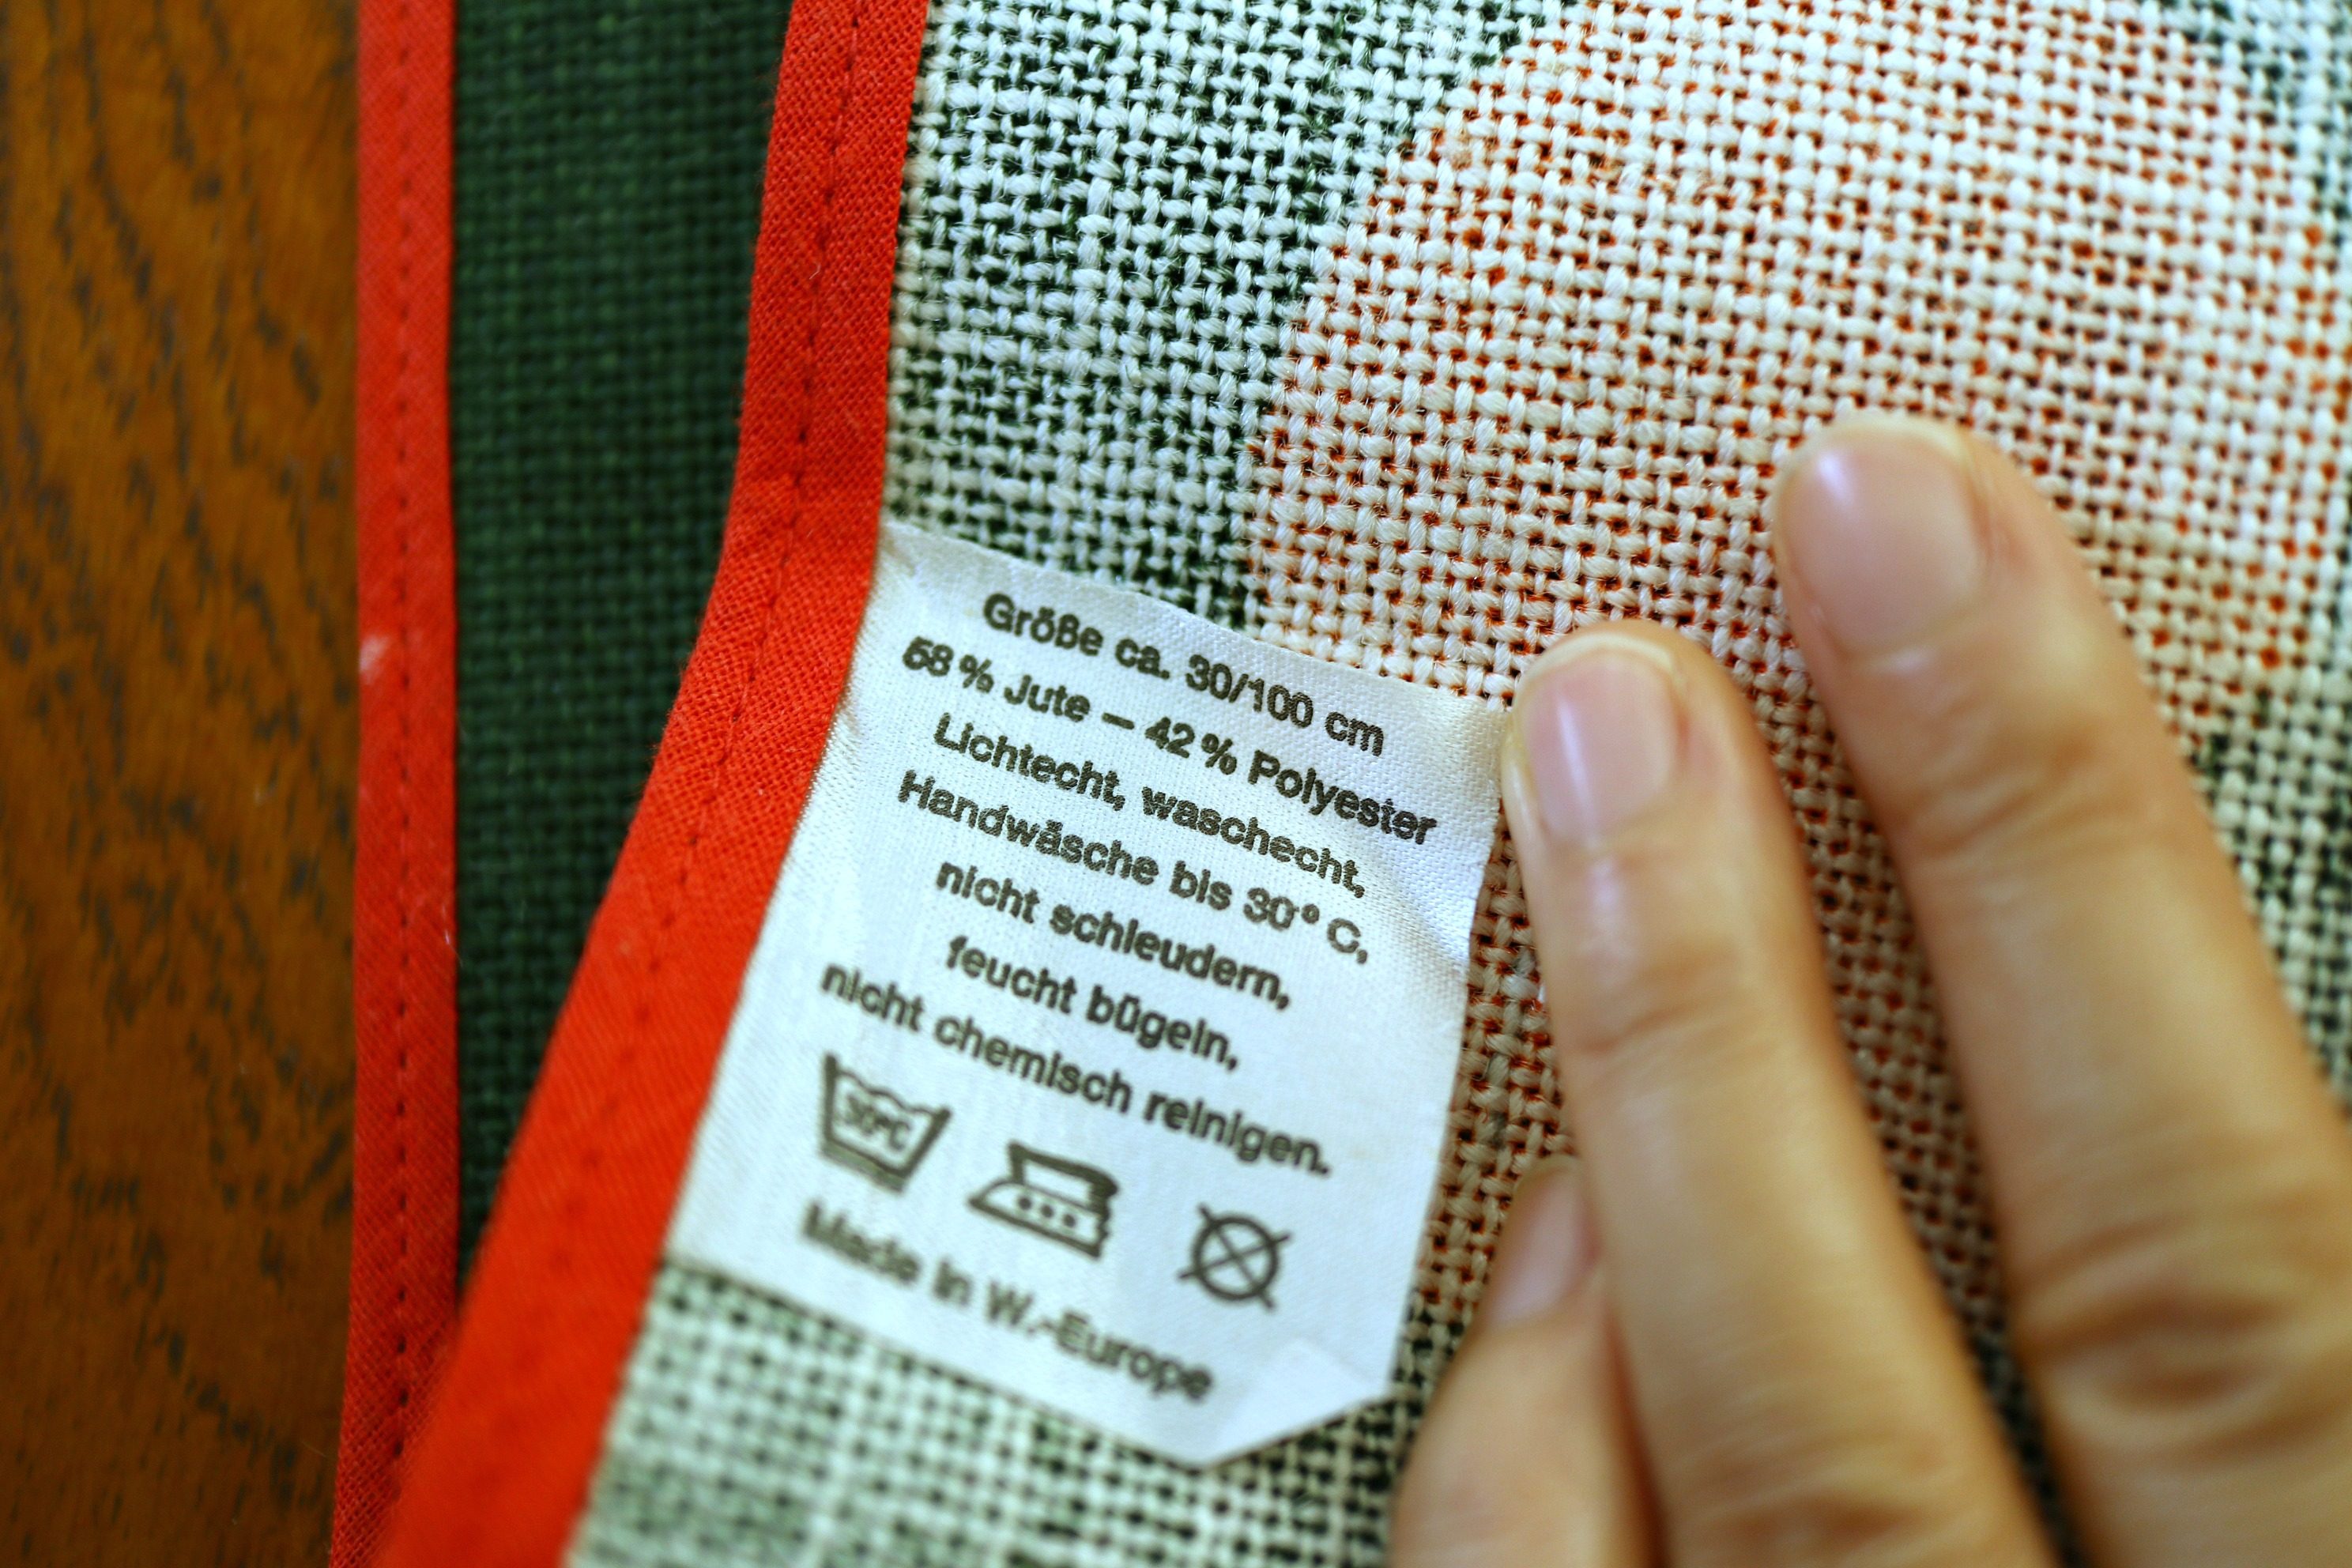 Größe ca. 30/100 cm
58% Jute – 42% Polyester
Lichtecht, waschecht,
Handwäsche bis 30° C,
nicht schleudern,
feucht bügeln,
nicht chemisch reinigen.
30°C
Made in W.-Europe